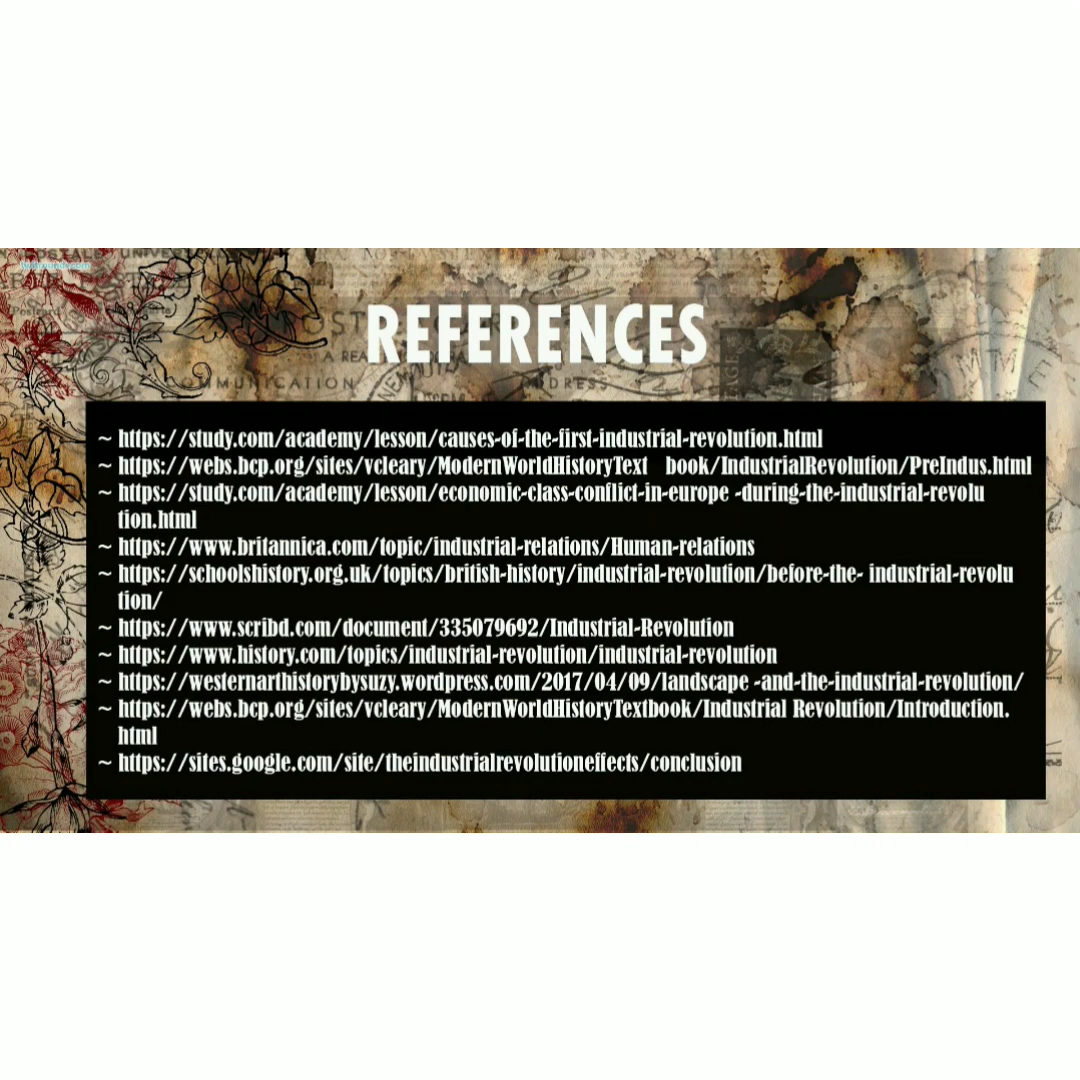 REFERENCES
~ https://study.com/academy/lesson/causes-of-the-first-industrial-revolution.html
~ https://webs.bcp.org/sites/vcleary/ModernWorldHistoryText book/IndustrialRevolution/PreIndus.html
~ https://study.com/academy/lesson/economic-class-conflict-in-europe -during-the-industrial-revolu
tion.html
~ https://www.britannica.com/topic/industrial-relations/Human-relations
~ https://schoolshistory.org.uk/topics/british-history/industrial-revolution/before-the- industrial-revolu
tion/
~ https://www.scribd.com/document/335079692/Industrial-Revolution
~ https://www.history.com/topics/industrial-revolution/industrial-revolution
~ https://westernarthistorybysuzy.wordpress.com/2017/04/09/landscape -and-the-industrial-revolution/
~ https://webs.bcp.org/sites/vcleary/ModernWorldHistoryTextbook/Industrial Revolution/Introduction.
html
~ https://sites.google.com/site/theindustrialrevolutioneffects/conclusion